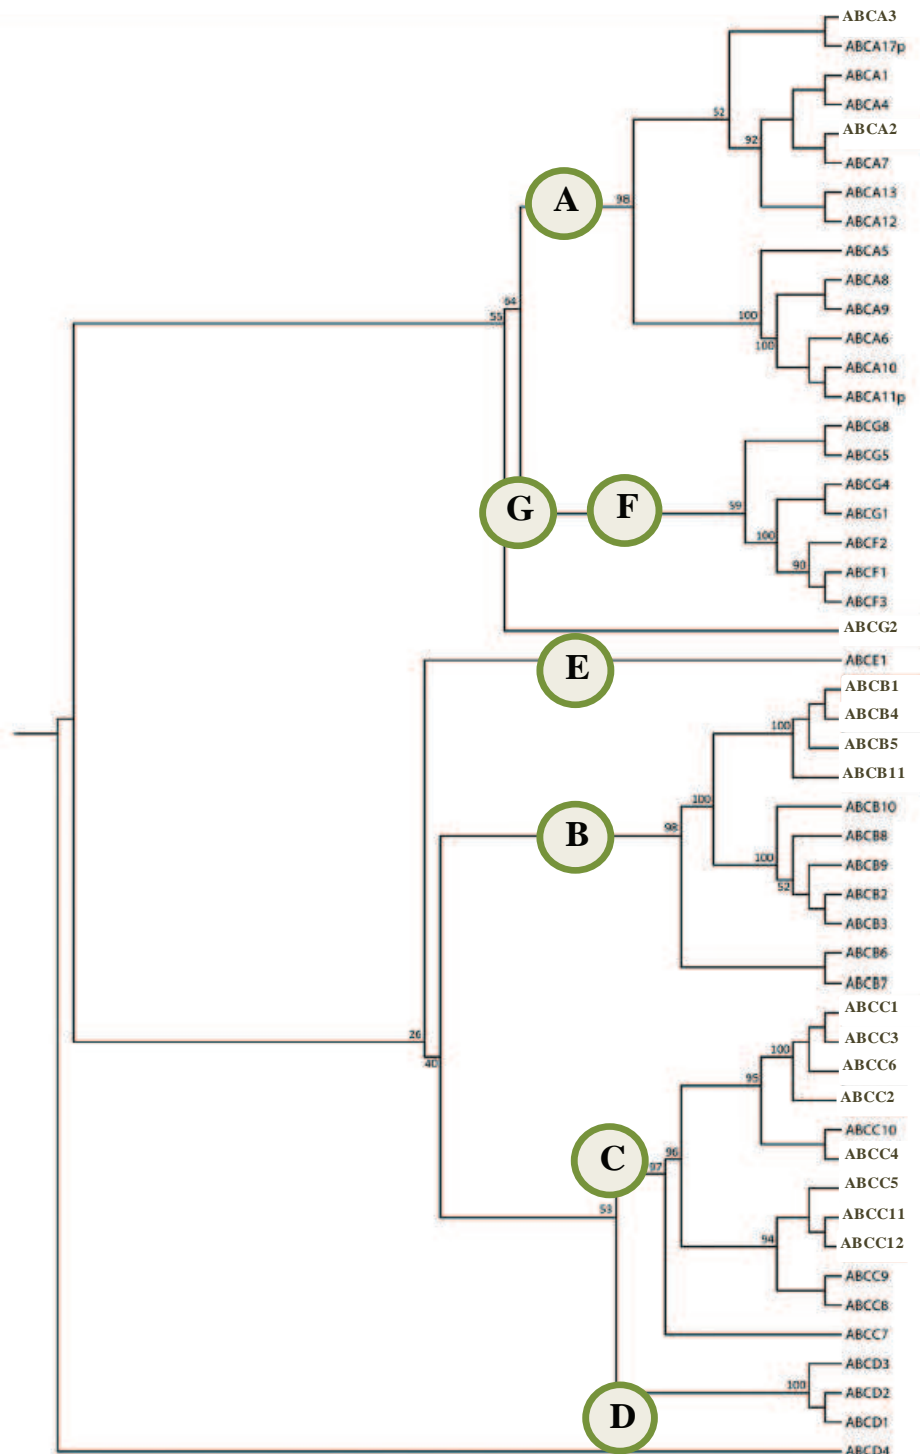 ABCA3
ABCA17p
ABCA1
ABCA4
52
ABCA2
92
ABCA7
ABCA13
A
98
ABCA12
ABCA5
ABCA8
64
ABCA9
55
100
ABCA6
100
ABCA10
ABCA11p
ABCG8
ABCG5
ABCG4
G
F
59
ABCG1
100
ABCF2
90
ABCF1
ABCF3
ABCG2
E
ABCE1
ABCB1
ABCB4
100
ABCB5
ABCB11
100
ABCB10
B
98
ABCB8
100
ABCB9
52
ABCB2
ABCB3
ABCB6
ABCB7
ABCC1
26
ABCC3
100
40
ABCC6
95
ABCC2
ABCC10
C
96
ABCC4
97
ABCC5
53
ABCC11
94
ABCC12
ABCC9
ABCC8
ABCC7
ABCD3
100
ABCD2
D
ABCD1
ABCD4